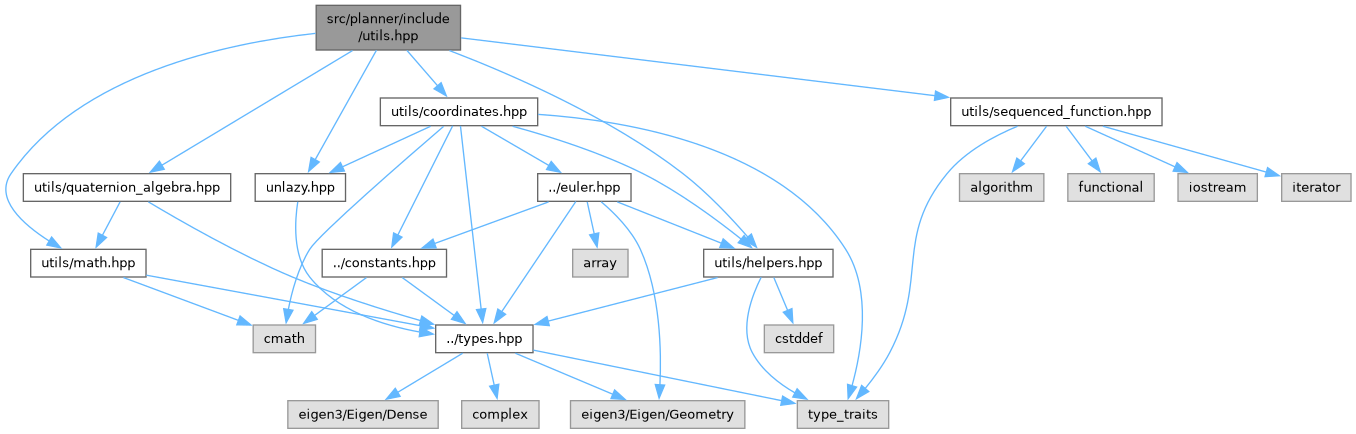 src/planner/include
/utils.hpp
utils/coordinates.hpp
utils/sequenced_function.hpp
utils/quaternion_algebra.hpp
unlazy.hpp
../euler.hpp
algorithm
functional
iostream
iterator
utils/math.hpp
../constants.hpp
array
utils/helpers.hpp
cmath
../types.hpp
cstddef
eigen3/Eigen/Dense
complex
eigen3/Eigen/Geometry
type_traits